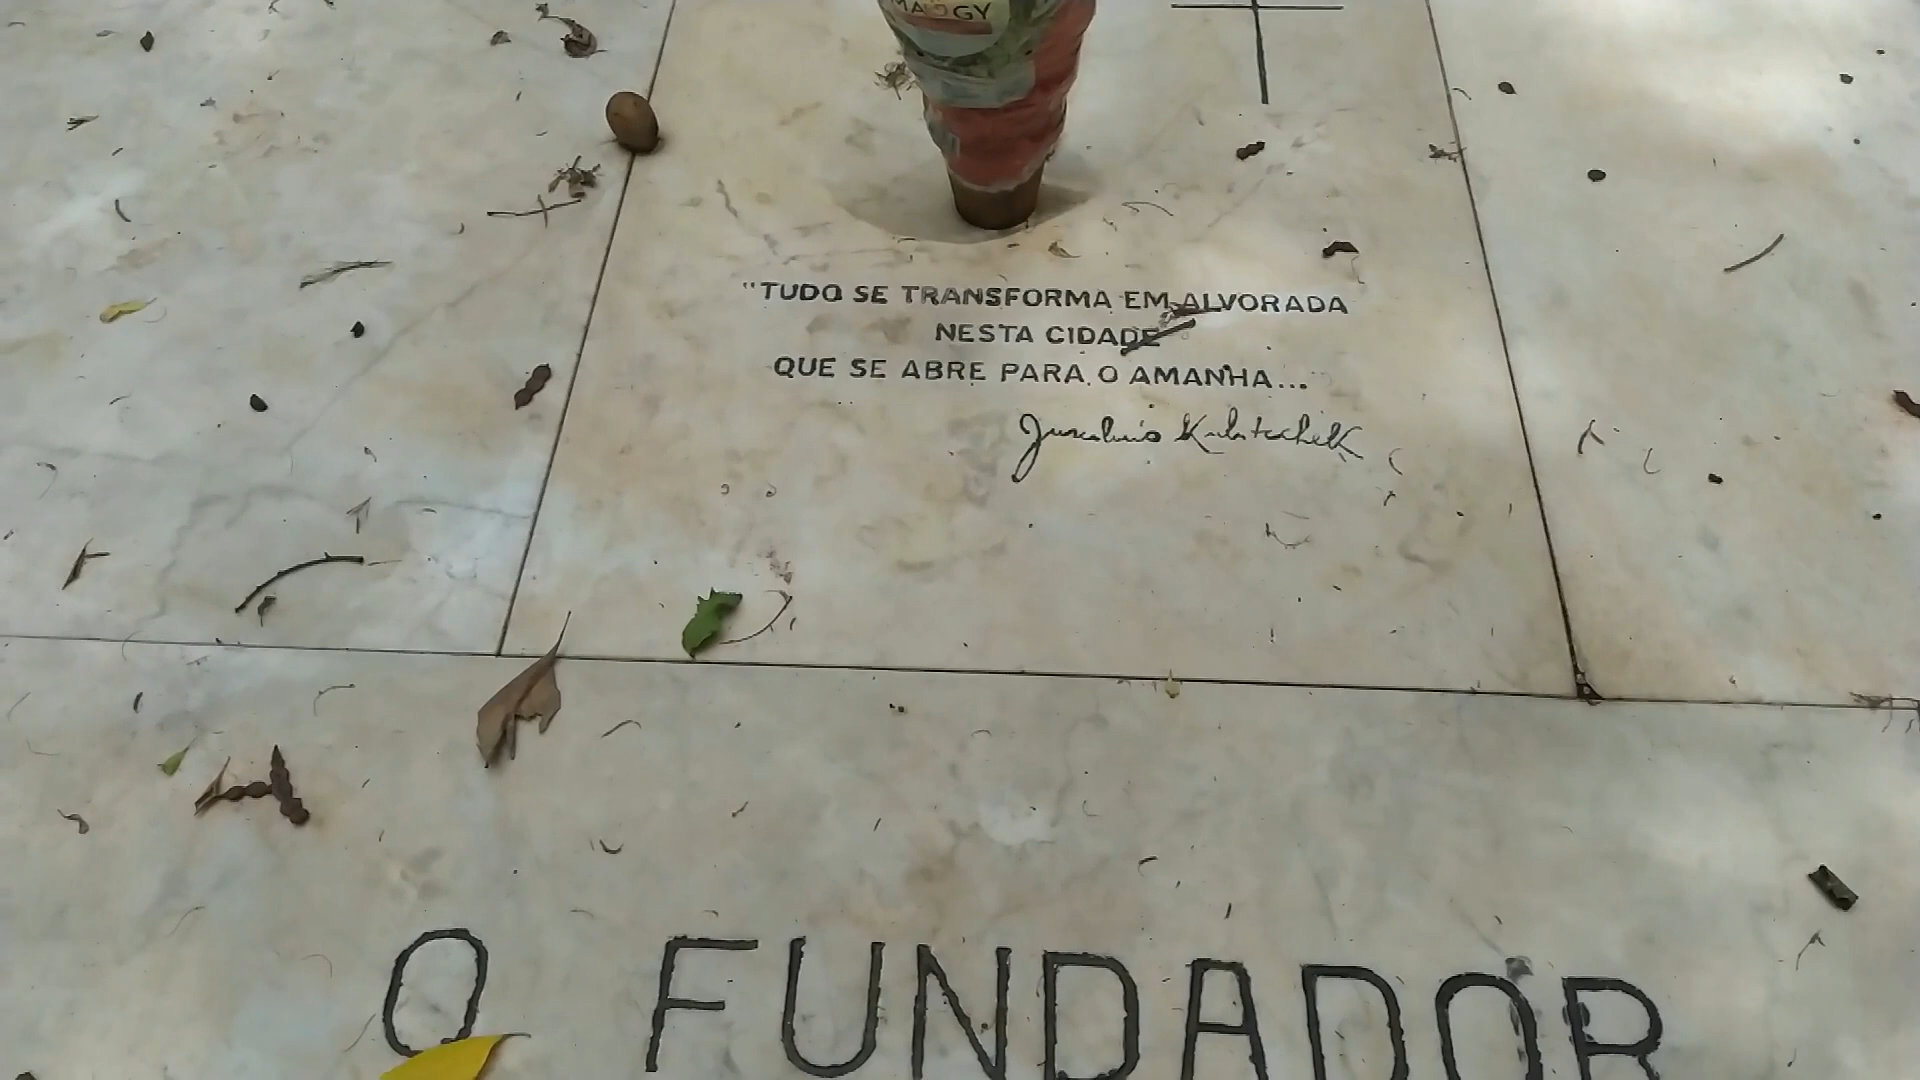 "TUDO SE TRANSFORMA EM ALVORADA
NESTA CIDADE
QUE SE ABRE PARA O AMANHA...
Juscelino Kubitschek
O FUNDADOR